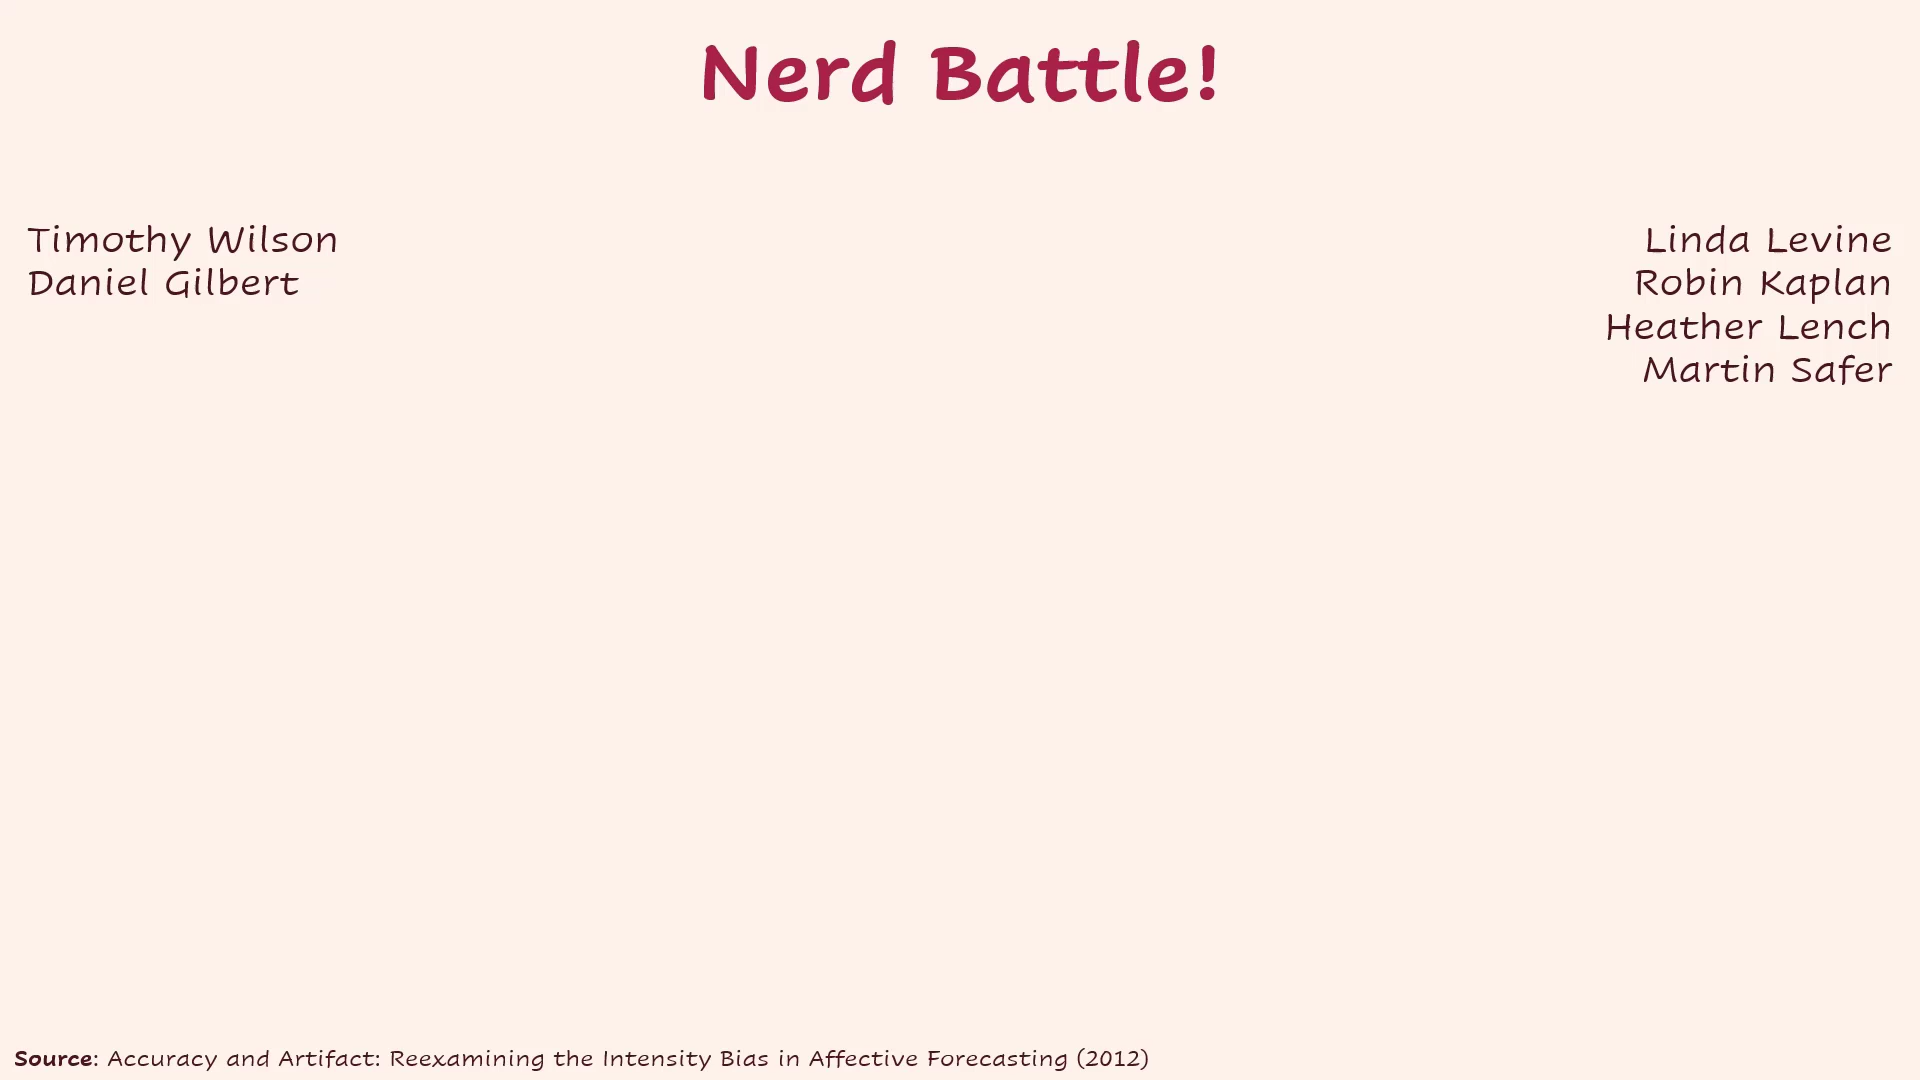 Nerd Battle!
Timothy Wilson
Daniel Gilbert
Linda Levine
Robin Kaplan
Heather Lench
Martin Safer
Source: Accuracy and Artifact: Reexamining the Intensity Bias in Affective Forecasting (2012)